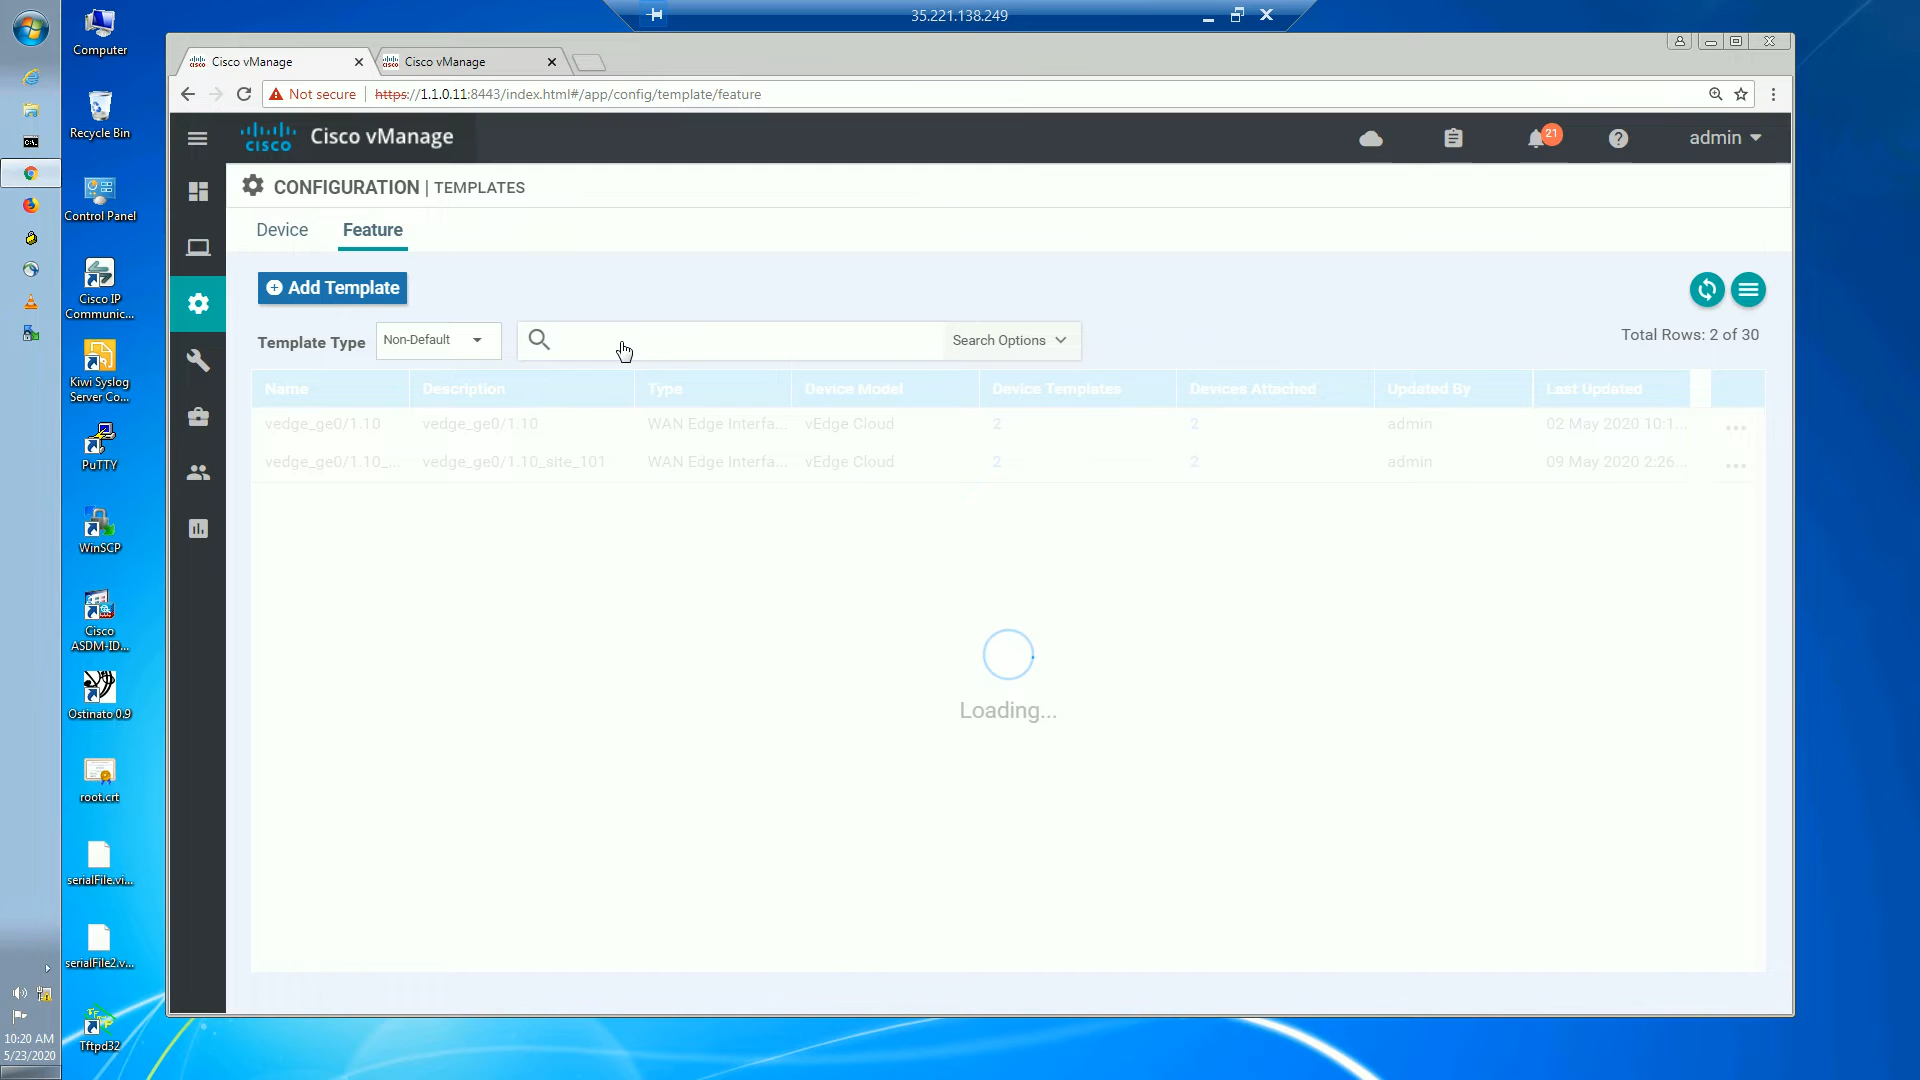 35.221.138.249
Computer
Recycle Bin
Control Panel
Cisco IP
Communic...
Kiwi Syslog
Server Co...
PuTTY
WinSCP
Cisco
ASDM-ID...
Ostinato 0.9
root.crt
serialFile.vi...
serialFile2.v...
Tftpd32
10:20 AM
5/23/2020
Cisco vManage
Cisco vManage
Not secure
https://1.1.0.11:8443/index.html#/app/config/template/feature
cisco
Cisco vManage
21
admin
CONFIGURATION | TEMPLATES
Device
Feature
Add Template
Template Type
Non-Default
Search Options
Total Rows: 2 of 30
Name Description Type Device Model Device Templates Devices Attached Updated By Last Updated
vedge_ge0/1.10 vedge_ge0/1.10 WAN Edge Interfa... vEdge Cloud 2 2 admin 02 May 2020 10:1...
vedge_ge0/1.10_... vedge_ge0/1.10_site_101 WAN Edge Interfa... vEdge Cloud 2 2 admin 09 May 2020 2:26...
Loading...